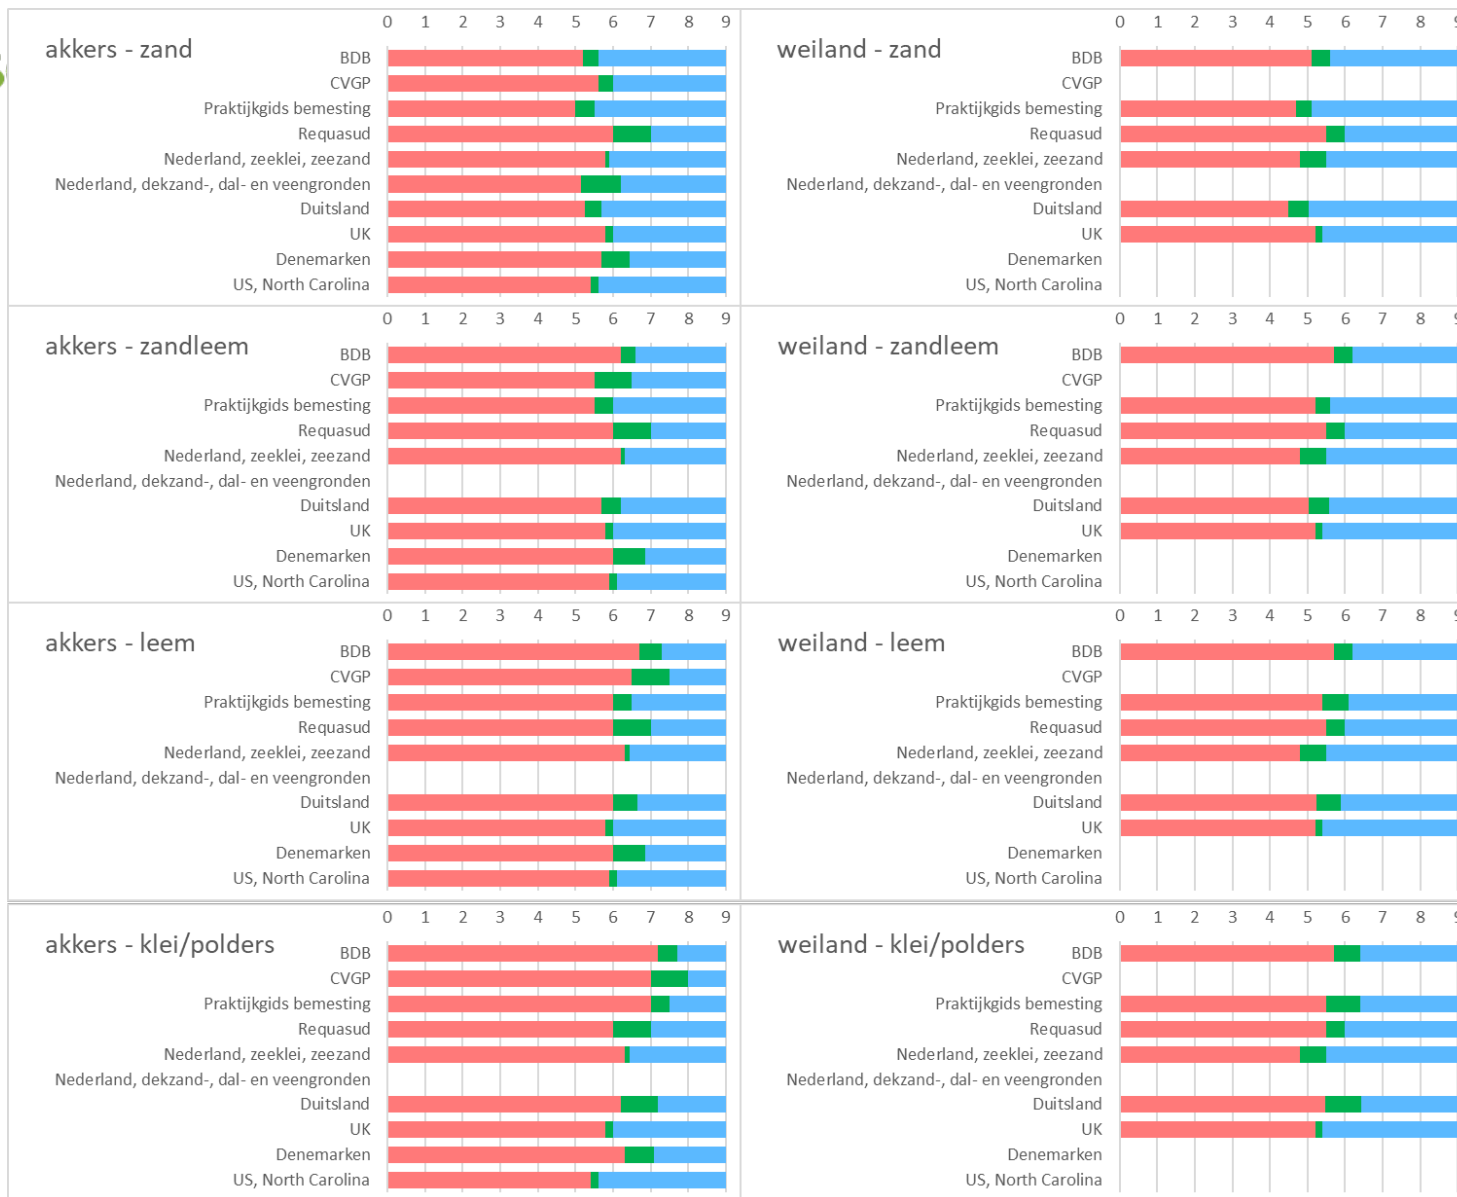 0 1 2 3 4 5 6 7 8 9
akkers - zand
BDB
CVGP
Praktijkgids bemesting
Requasud
Nederland, zeeklei, zeezand
Nederland, dekzand-, dal- en veengronden
Duitsland
UK
Denemarken
US, North Carolina
0 1 2 3 4 5 6 7 8 9
weiland - zand
BDB
CVGP
Praktijkgids bemesting
Requasud
Nederland, zeeklei, zeezand
Nederland, dekzand-, dal- en veengronden
Duitsland
UK
Denemarken
US, North Carolina
0 1 2 3 4 5 6 7 8 9
akkers - zandleem
BDB
CVGP
Praktijkgids bemesting
Requasud
Nederland, zeeklei, zeezand
Nederland, dekzand-, dal- en veengronden
Duitsland
UK
Denemarken
US, North Carolina
0 1 2 3 4 5 6 7 8 9
weiland - zandleem
BDB
CVGP
Praktijkgids bemesting
Requasud
Nederland, zeeklei, zeezand
Nederland, dekzand-, dal- en veengronden
Duitsland
UK
Denemarken
US, North Carolina
0 1 2 3 4 5 6 7 8 9
akkers - leem
BDB
CVGP
Praktijkgids bemesting
Requasud
Nederland, zeeklei, zeezand
Nederland, dekzand-, dal- en veengronden
Duitsland
UK
Denemarken
US, North Carolina
0 1 2 3 4 5 6 7 8 9
weiland - leem
BDB
CVGP
Praktijkgids bemesting
Requasud
Nederland, zeeklei, zeezand
Nederland, dekzand-, dal- en veengronden
Duitsland
UK
Denemarken
US, North Carolina
0 1 2 3 4 5 6 7 8 9
akkers - klei/polders
BDB
CVGP
Praktijkgids bemesting
Requasud
Nederland, zeeklei, zeezand
Nederland, dekzand-, dal- en veengronden
Duitsland
UK
Denemarken
US, North Carolina
0 1 2 3 4 5 6 7 8 9
weiland - klei/polders
BDB
CVGP
Praktijkgids bemesting
Requasud
Nederland, zeeklei, zeezand
Nederland, dekzand-, dal- en veengronden
Duitsland
UK
Denemarken
US, North Carolina